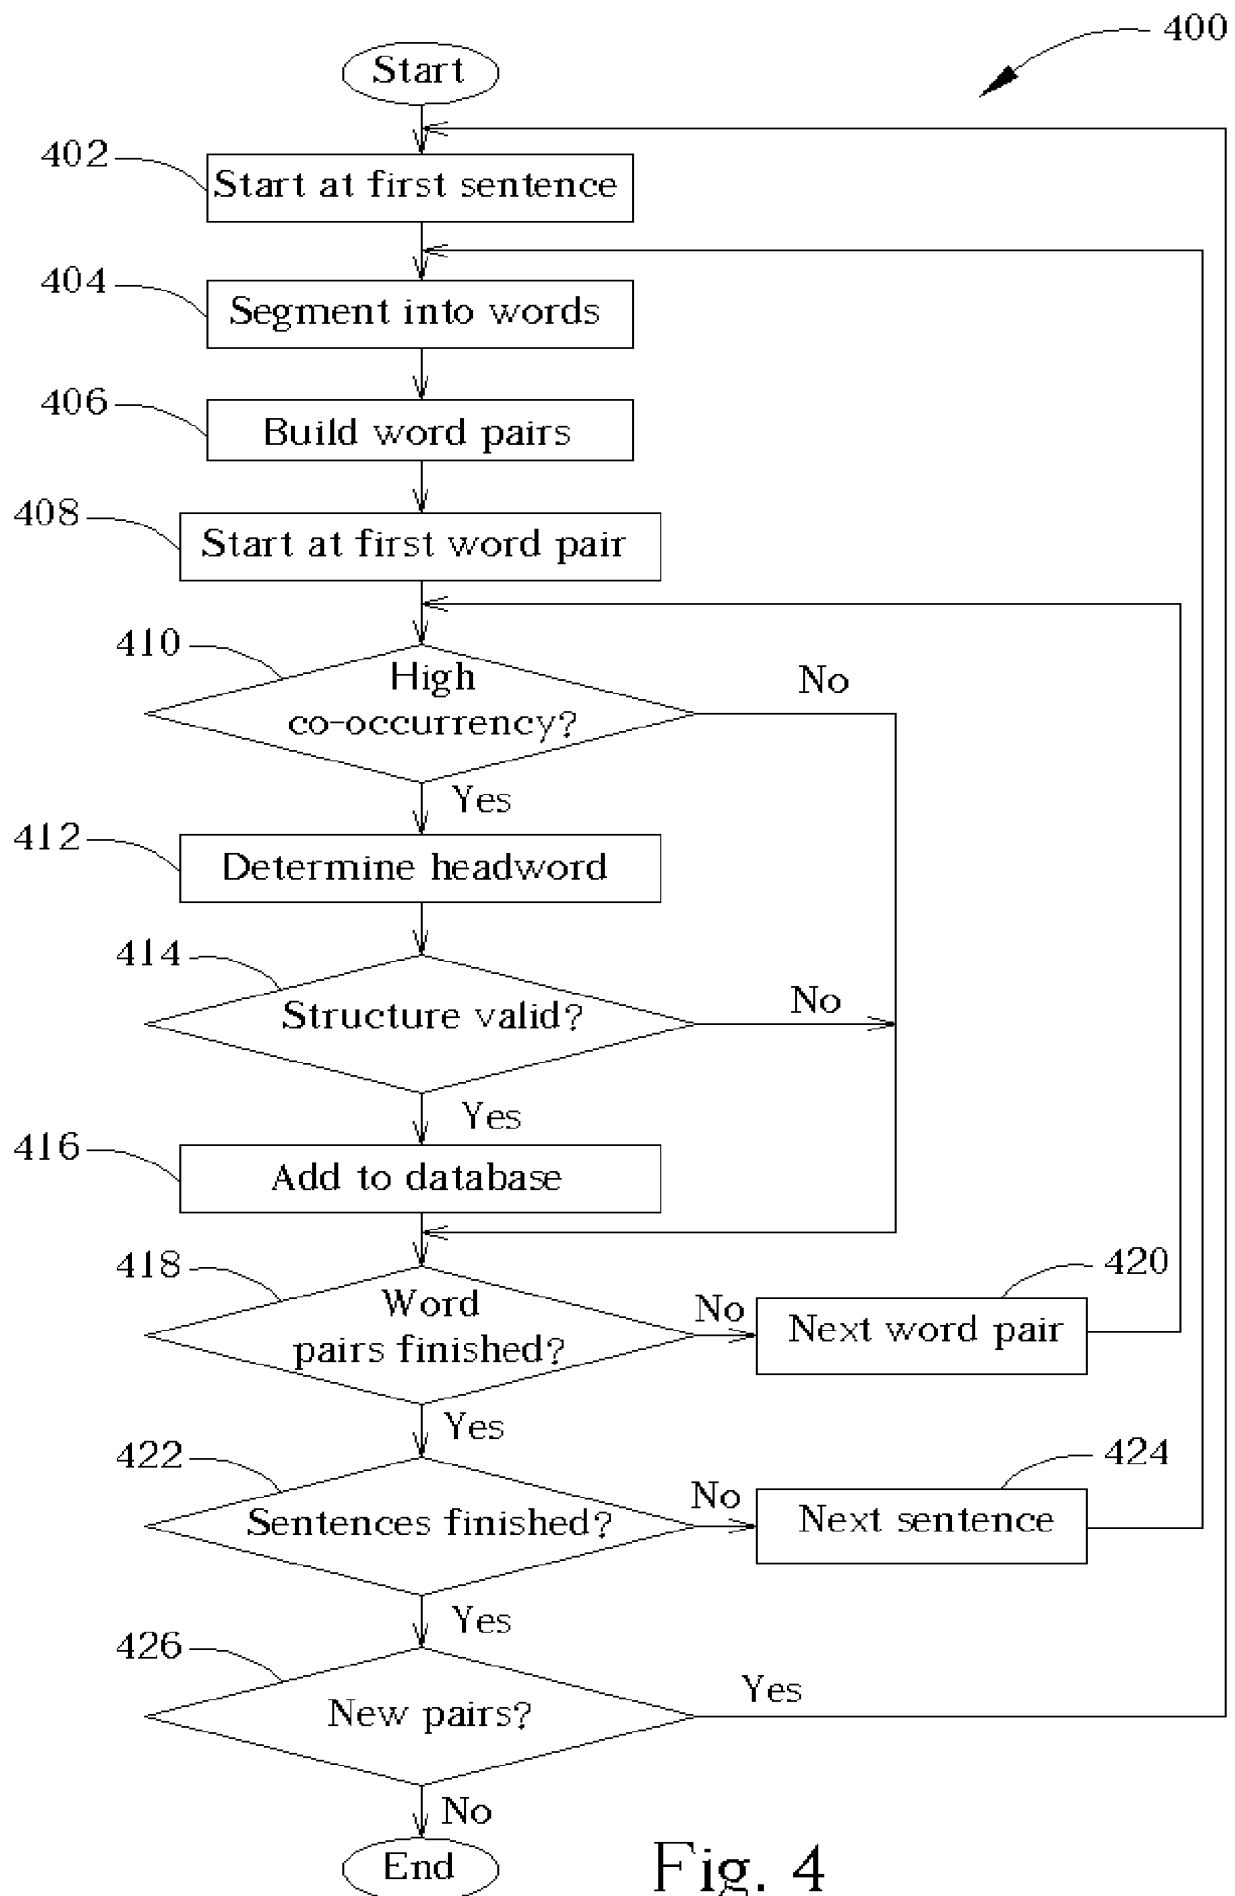 400
Start
402
Start at first sentence
404
Segment into words
406
Build word pairs
408
Start at first word pair
410
High
co-occurrency?
No
Yes
412
Determine headword
414
Structure valid?
No
Yes
416
Add to database
418
Word
pairs finished?
No
420
Next word pair
Yes
422
Sentences finished?
No
424
Next sentence
Yes
426
New pairs?
Yes
No
End
Fig. 4